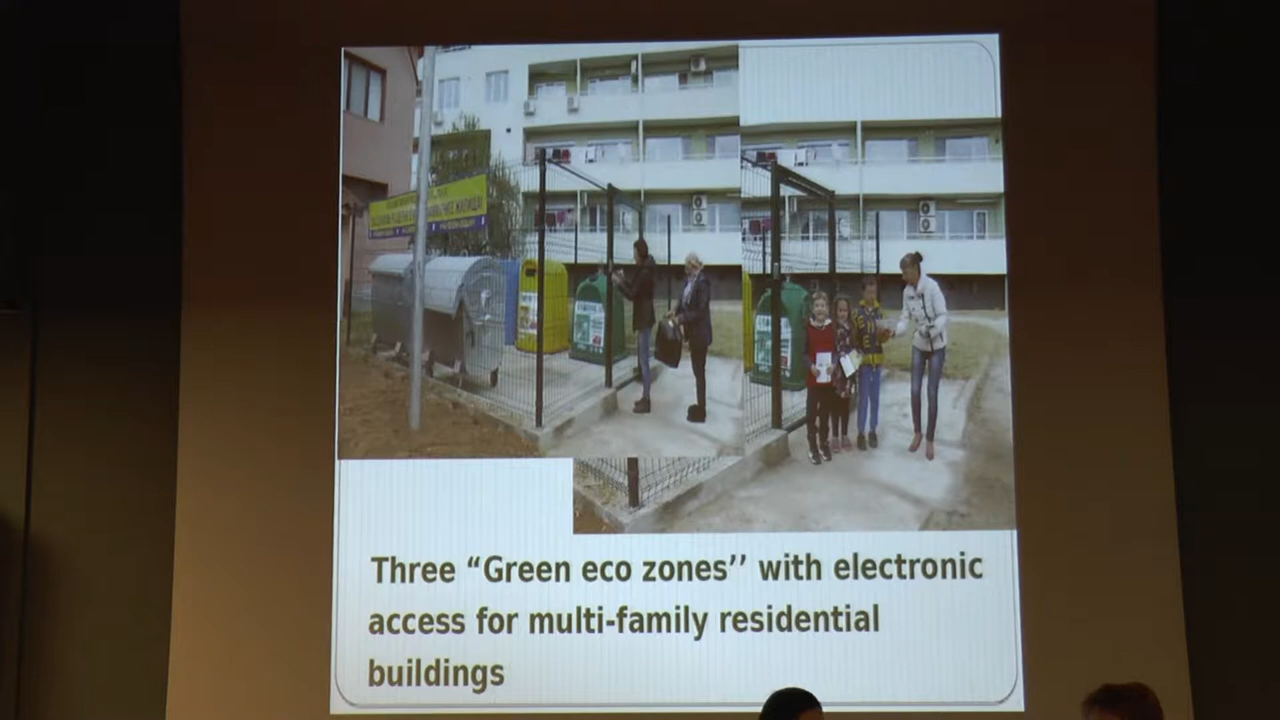 Three “Green eco zones’’ with electronic
access for multi-family residential
buildings